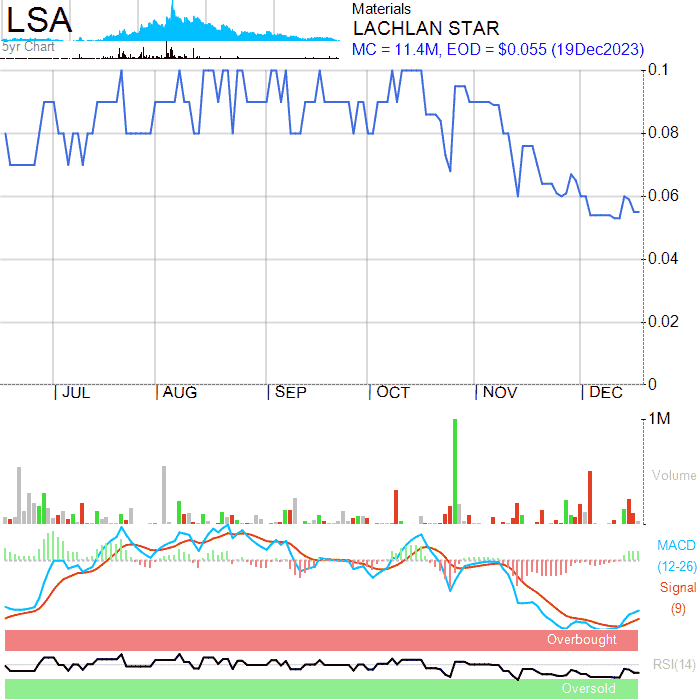 LSA
5yr Chart
Materials
LACHLAN STAR
MC = 11.4M, EOD = $0.055 (19Dec2023)
0.1
0.08
0.06
0.04
0.02
0
JUL
AUG
SEP
OCT
NOV
DEC
1M
Volume
MACD
(12-26)
Signal
(9)
Overbought
RSI(14)
Oversold